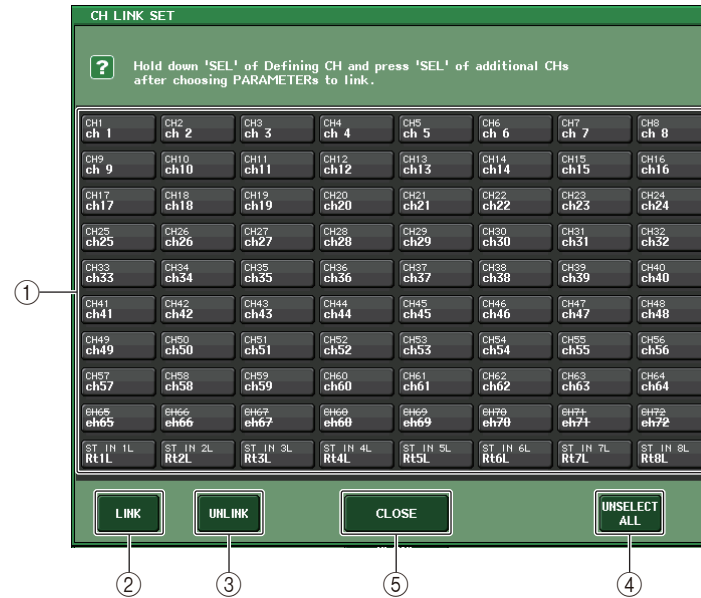 CH LINK SET
? Hold down 'SEL' of Defining CH and press 'SEL' of additional CHs
after choosing PARAMETERs to link.
CH1 CH2 CH3 CH4 CH5 CH6 CH7 CH8
ch 1 ch 2 ch 3 ch 4 ch 5 ch 6 ch 7 ch 8
CH9 CH10 CH11 CH12 CH13 CH14 CH15 CH16
ch 9 ch10 ch11 ch12 ch13 ch14 ch15 ch16
CH17 CH18 CH19 CH20 CH21 CH22 CH23 CH24
ch17 ch18 ch19 ch20 ch21 ch22 ch23 ch24
CH25 CH26 CH27 CH28 CH29 CH30 CH31 CH32
ch25 ch26 ch27 ch28 ch29 ch30 ch31 ch32
CH33 CH34 CH35 CH36 CH37 CH38 CH39 CH40
ch33 ch34 ch35 ch36 ch37 ch38 ch39 ch40
①
CH41 CH42 CH43 CH44 CH45 CH46 CH47 CH48
ch41 ch42 ch43 ch44 ch45 ch46 ch47 ch48
CH49 CH50 CH51 CH52 CH53 CH54 CH55 CH56
ch49 ch50 ch51 ch52 ch53 ch54 ch55 ch56
CH57 CH58 CH59 CH60 CH61 CH62 CH63 CH64
ch57 ch58 ch59 ch60 ch61 ch62 ch63 ch64
CH65 CH66 CH67 CH68 CH69 CH70 CH71 CH72
ch65 ch66 ch67 ch68 ch69 ch70 ch71 ch72
ST IN 1L ST IN 2L ST IN 3L ST IN 4L ST IN 5L ST IN 6L ST IN 7L ST IN 8L
Rt1L Rt2L Rt3L Rt4L Rt5L Rt6L Rt7L Rt8L
LINK UNLINK CLOSE UNSELECT
ALL
② ③ ⑤ ④